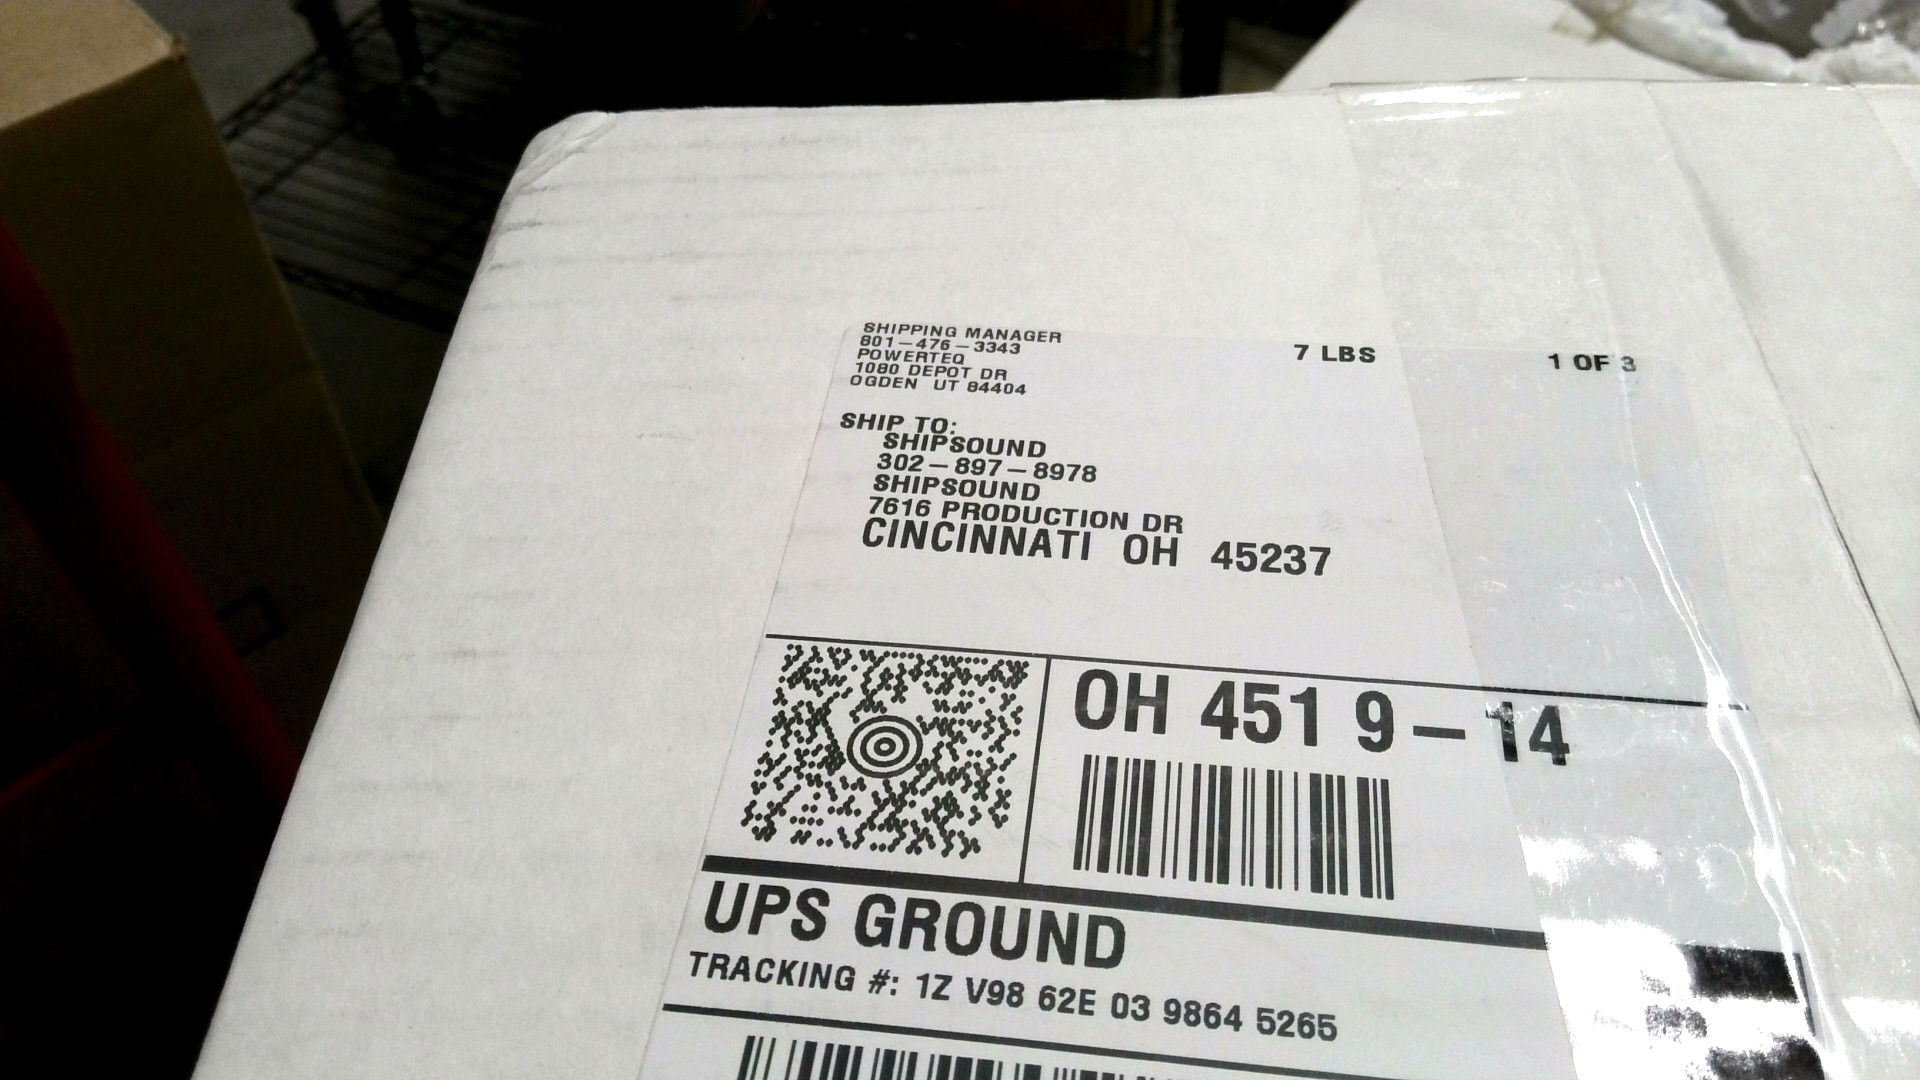 SHIPPING MANAGER
801-476-3343
POWERTEQ
1080 DEPOT DR
OGDEN UT 84404
7 LBS
1 OF 3
SHIP TO:
SHIPSOUND
302-897-8978
SHIPSOUND
7616 PRODUCTION DR
CINCINNATI OH 45237
OH 451 9-14
UPS GROUND
TRACKING #: 1Z V98 62E 03 9864 5265